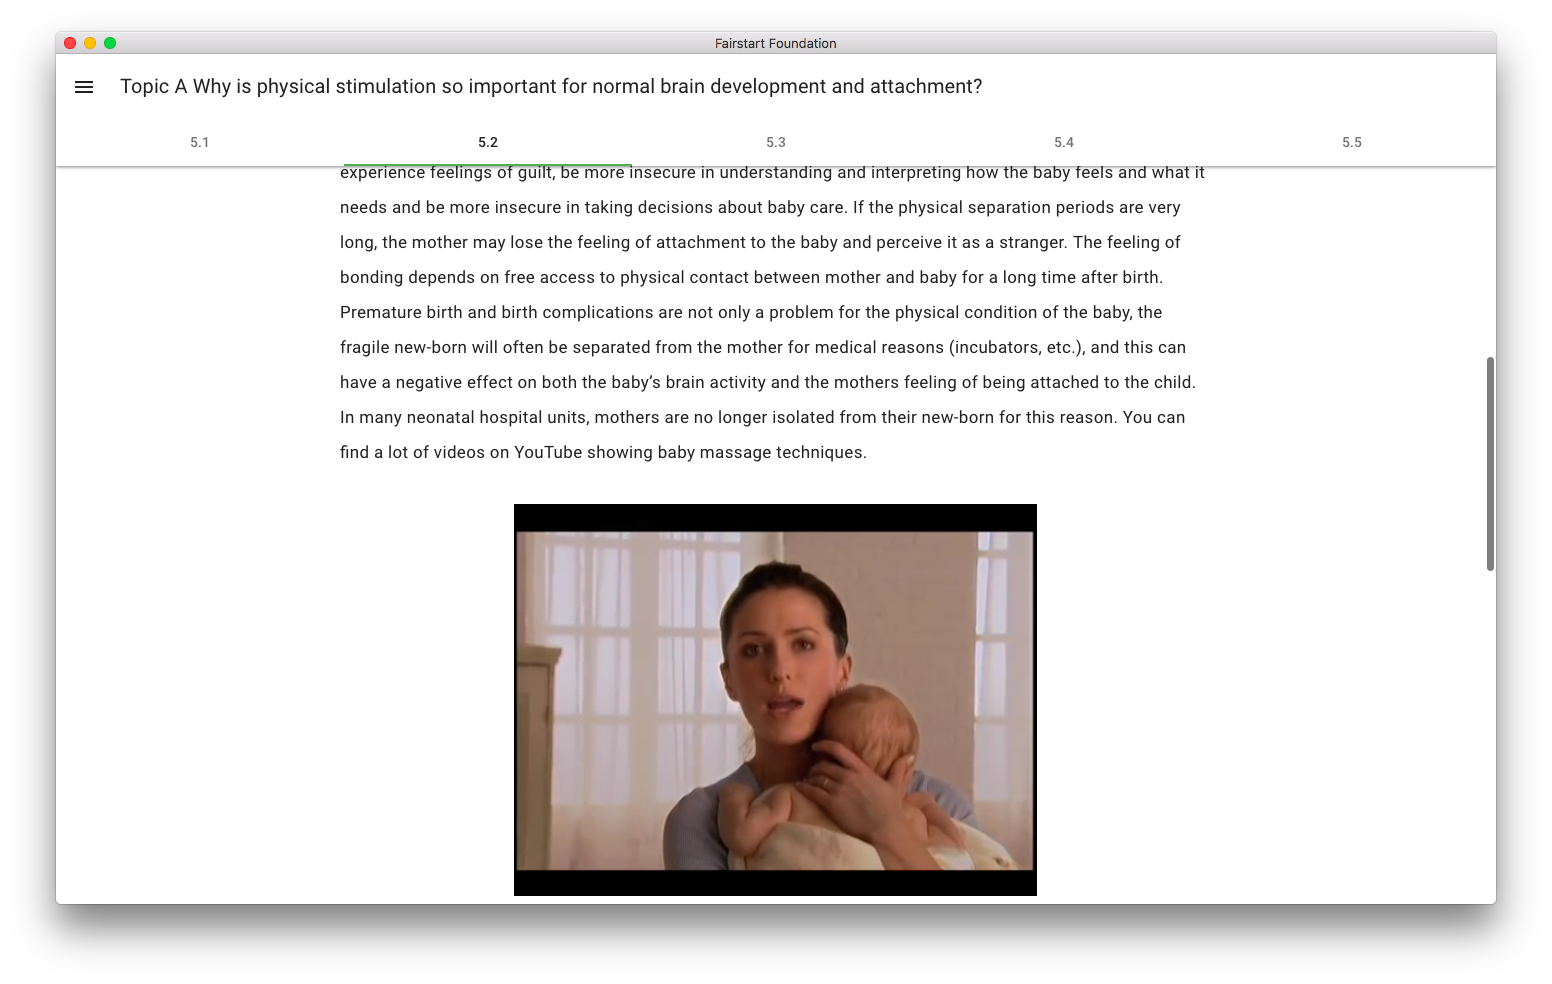 Fairstart Foundation
Topic A Why is physical stimulation so important for normal brain development and attachment?
5.1 5.2 5.3 5.4 5.5
experience feelings of guilt, be more insecure in understanding and interpreting how the baby feels and what it
needs and be more insecure in taking decisions about baby care. If the physical separation periods are very
long, the mother may lose the feeling of attachment to the baby and perceive it as a stranger. The feeling of
bonding depends on free access to physical contact between mother and baby for a long time after birth.
Premature birth and birth complications are not only a problem for the physical condition of the baby, the
fragile new-born will often be separated from the mother for medical reasons (incubators, etc.), and this can
have a negative effect on both the baby’s brain activity and the mothers feeling of being attached to the child.
In many neonatal hospital units, mothers are no longer isolated from their new-born for this reason. You can
find a lot of videos on YouTube showing baby massage techniques.